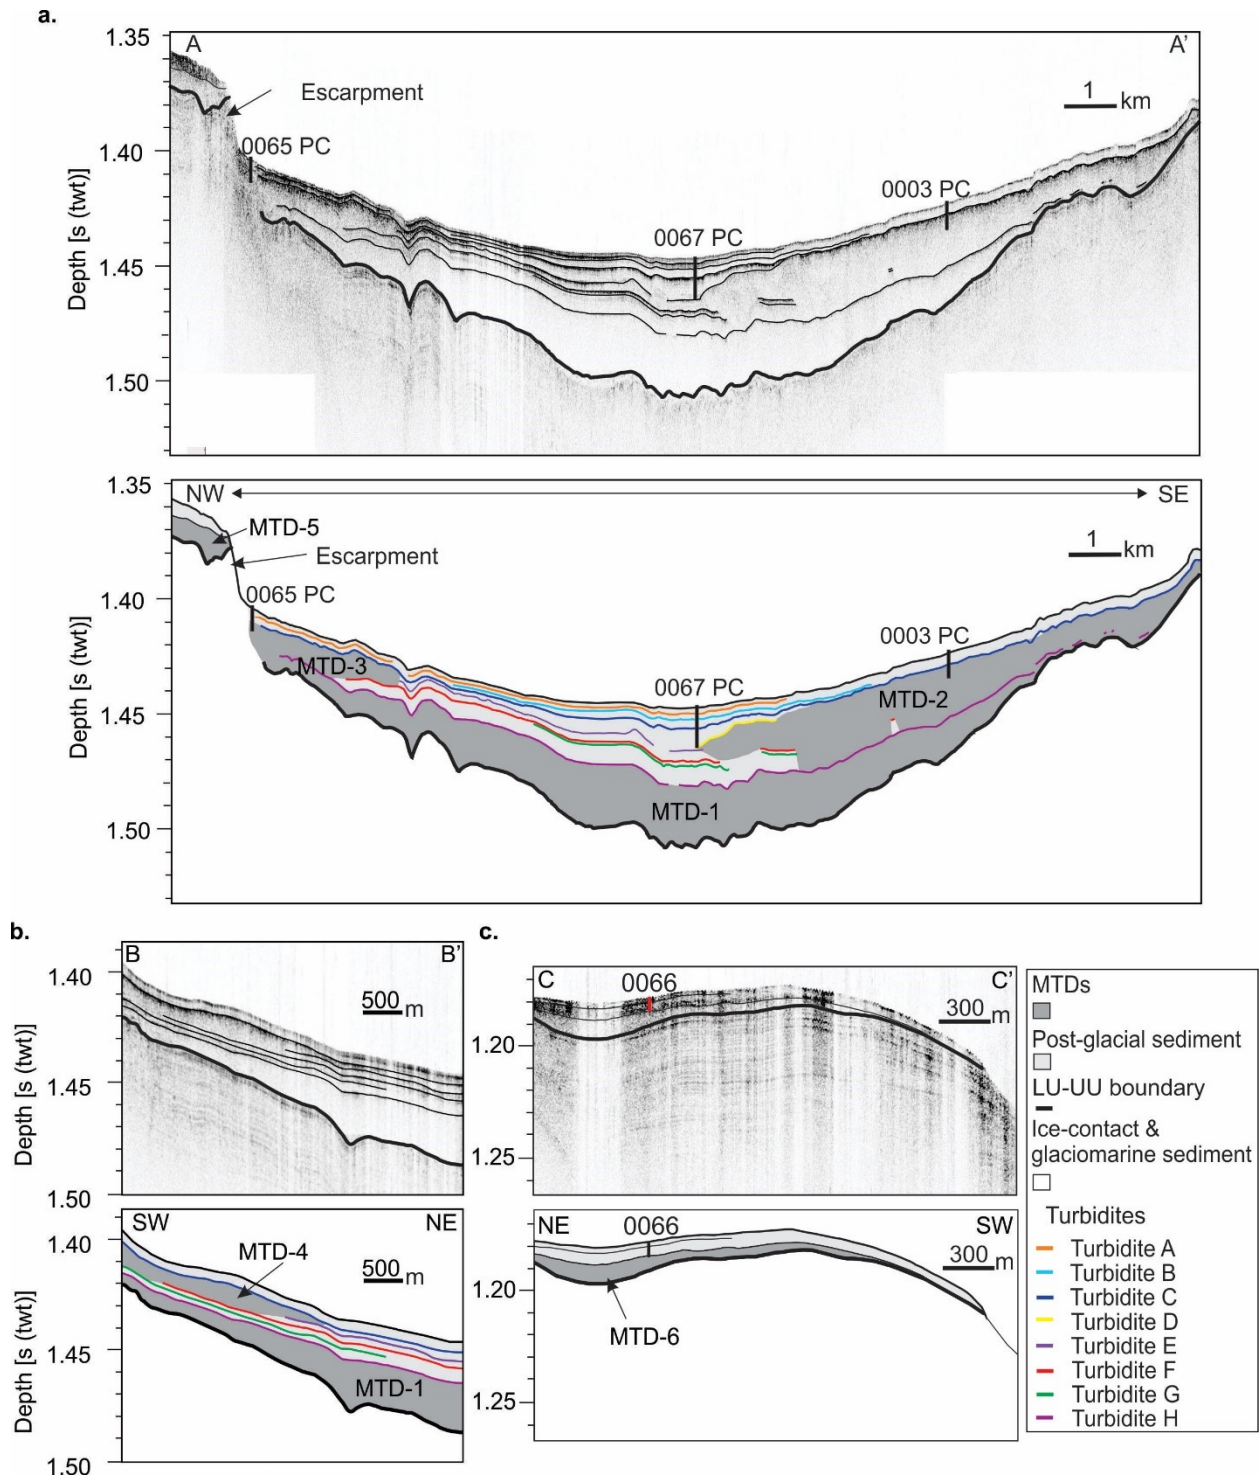 a.
A
A'
1.35
1.40
1.45
1.50
Depth [s (twt)]
Escarpment
1
km
0065 PC
0067 PC
0003 PC
1.35
1.40
1.45
1.50
Depth [s (twt)]
NW
SE
MTD-5
Escarpment
1
km
0065 PC
MTD-3
0067 PC
0003 PC
MTD-2
MTD-1
b.
B
B'
1.40
1.45
1.50
Depth [s (twt)]
500 m
SW
NE
1.40
1.45
1.50
Depth [s (twt)]
MTD-4
500 m
MTD-1
c.
C
C'
0066
300 m
1.20
1.25
NE
SW
0066
300 m
1.20
1.25
MTD-6
MTDs
Post-glacial sediment
LU-UU boundary
Ice-contact &
glaciomarine sediment
Turbidites
Turbidite A
Turbidite B
Turbidite C
Turbidite D
Turbidite E
Turbidite F
Turbidite G
Turbidite H